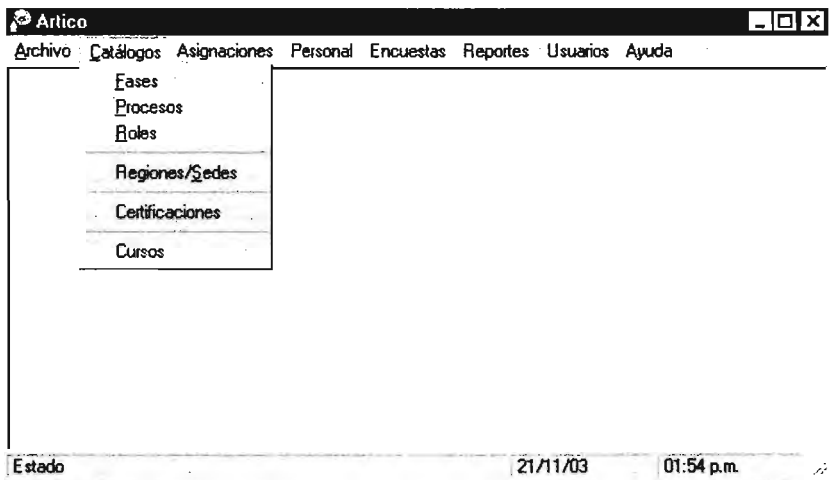 Artico
Archivo Catálogos Asignaciones Personal Encuestas Reportes Usuarios Ayuda
Fases
Procesos
Roles
Regiones/Sedes
Certificaciones
Cursos
Estado 21/11/03 01:54 p.m.